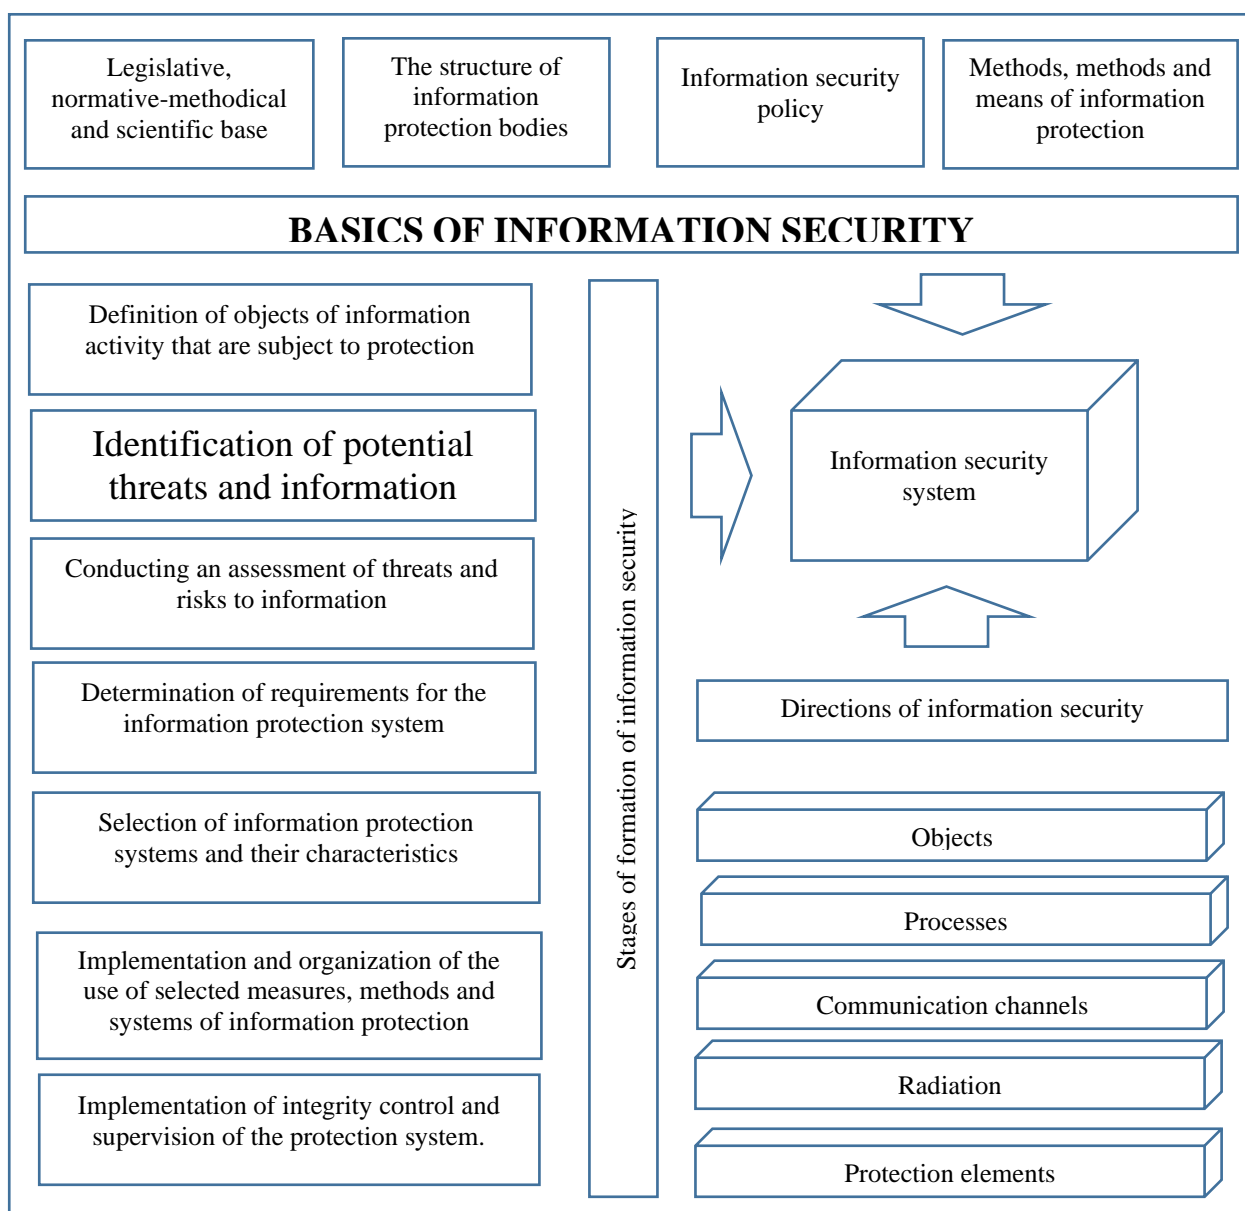 Legislative,
normative-methodical
and scientific base
The structure of
information
protection bodies
Information security
policy
Methods, methods and
means of information
protection
BASICS OF INFORMATION SECURITY
Definition of objects of information
activity that are subject to protection
Identification of potential
threats and information
Conducting an assessment of threats and
risks to information
Determination of requirements for the
information protection system
Selection of information protection
systems and their characteristics
Implementation and organization of the
use of selected measures, methods and
systems of information protection
Implementation of integrity control and
supervision of the protection system.
Stages of formation of information security
Information security
system
Directions of information security
Objects
Processes
Communication channels
Radiation
Protection elements